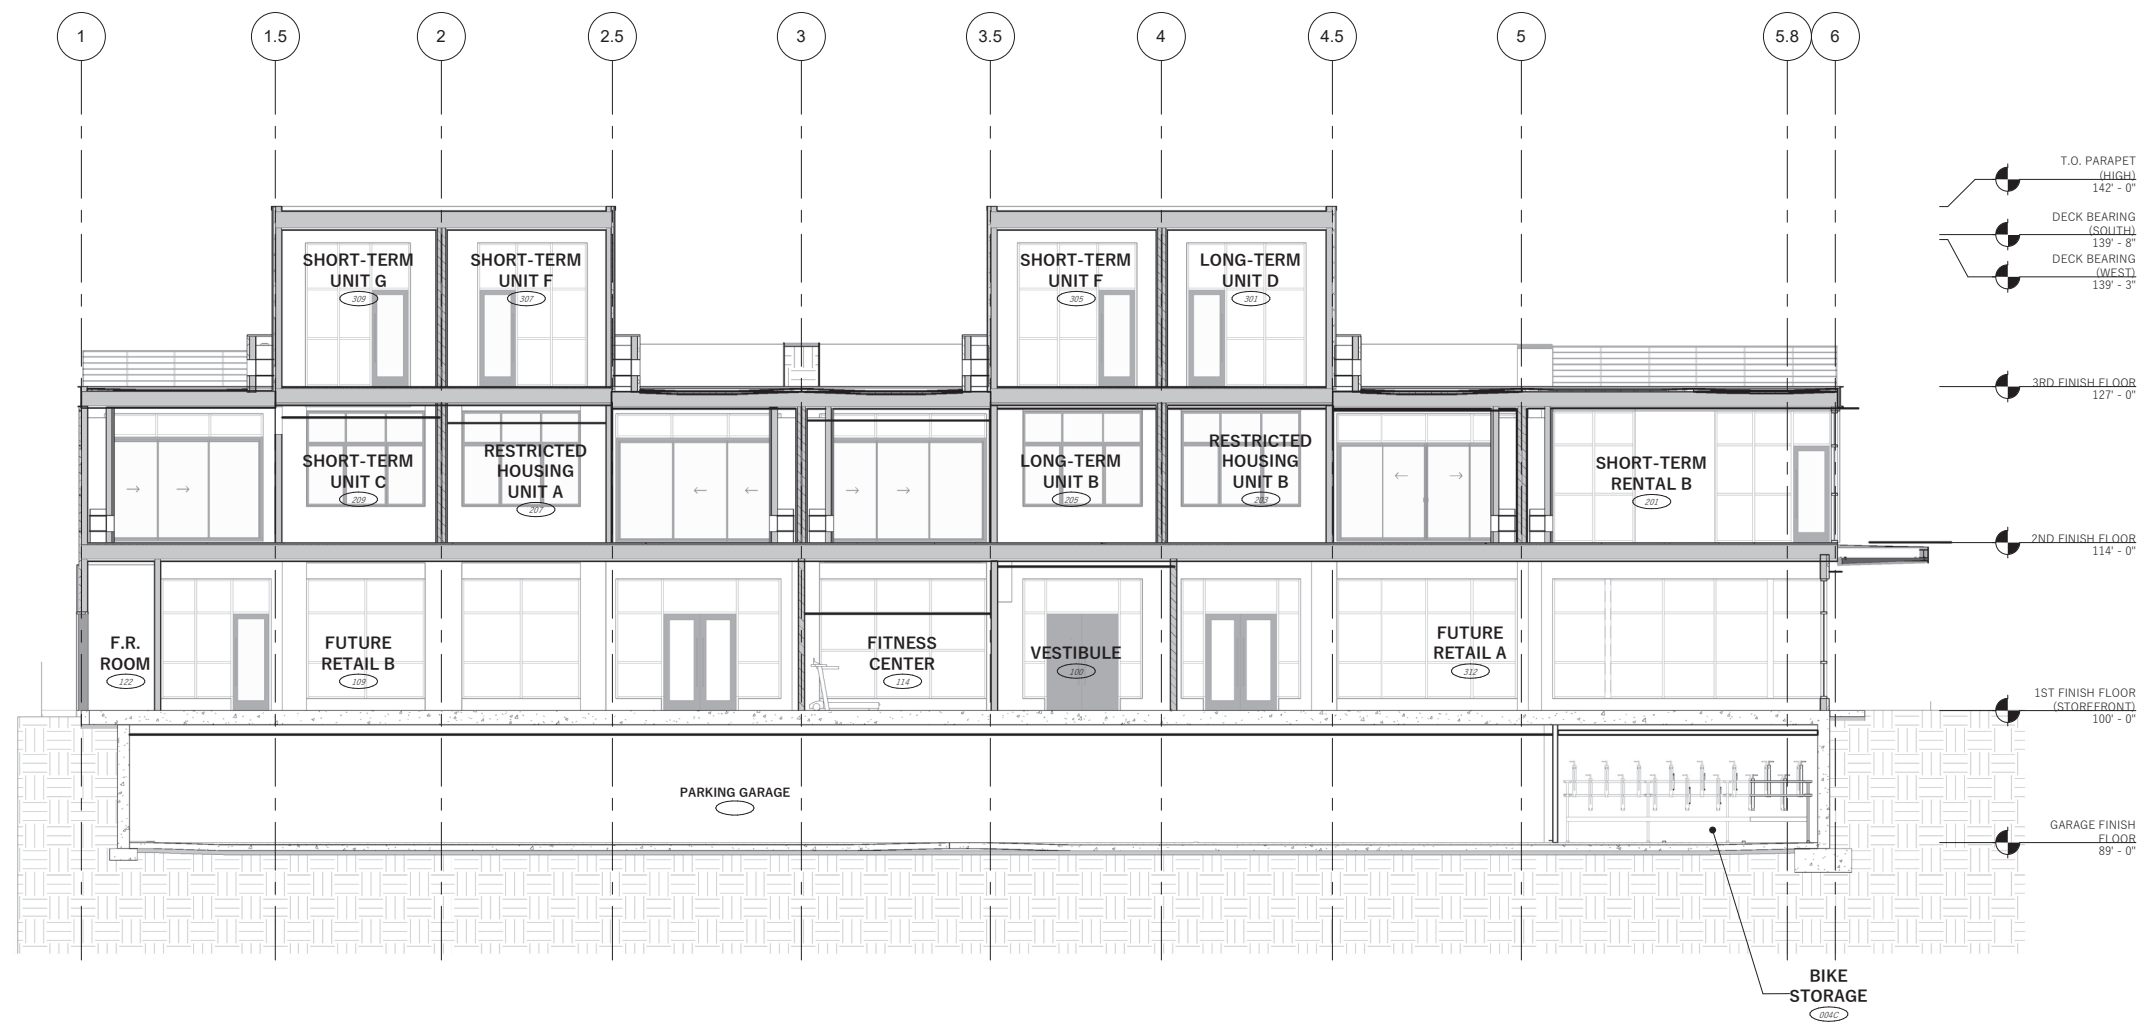 1
1.5
2
2.5
3
3.5
4
4.5
5
5.8
6
T.O. PARAPET
(HIGH)
142' - 0"
DECK BEARING
(SOUTH)
139' - 8"
DECK BEARING
(WEST)
139' - 3"
SHORT-TERM
UNIT G
309
SHORT-TERM
UNIT F
307
SHORT-TERM
UNIT F
305
LONG-TERM
UNIT D
301
3RD FINISH FLOOR
127' - 0"
SHORT-TERM
UNIT C
209
RESTRICTED
HOUSING
UNIT A
207
LONG-TERM
UNIT B
205
RESTRICTED
HOUSING
UNIT B
203
SHORT-TERM
RENTAL B
201
2ND FINISH FLOOR
114' - 0"
F.R.
ROOM
122
FUTURE
RETAIL B
109
FITNESS
CENTER
114
VESTIBULE
100
FUTURE
RETAIL A
312
1ST FINISH FLOOR
(STOREFRONT)
100' - 0"
PARKING GARAGE
GARAGE FINISH
FLOOR
89' - 0"
BIKE
STORAGE
004C